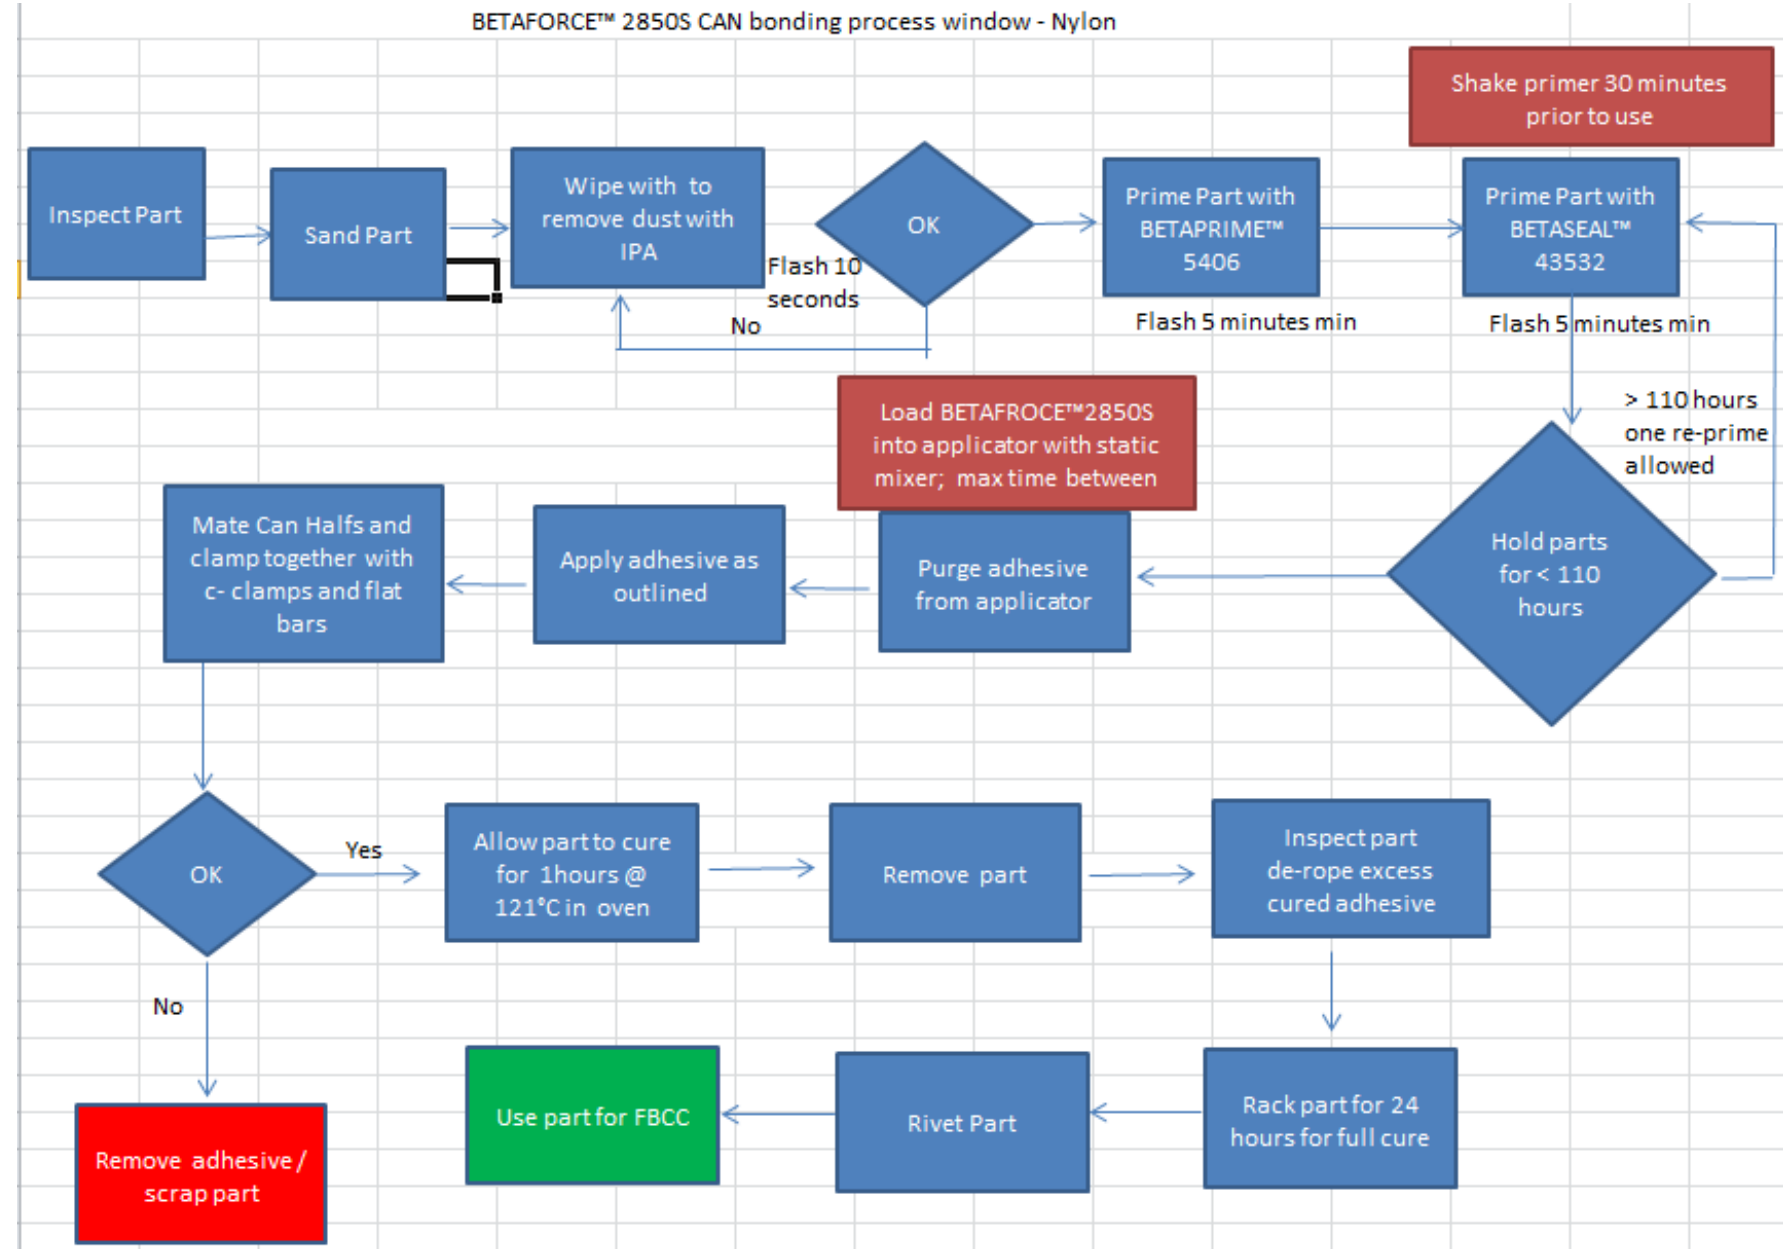 BETAFORCE™ 2850S CAN bonding process window - Nylon
Shake primer 30 minutes
prior to use
Inspect Part
Sand Part
Wipe with to
remove dust with
IPA
Flash 10
seconds
OK
No
Prime Part with
BETAPRIME™
5406
Flash 5 minutes min
Prime Part with
BETASEAL™
43532
Flash 5 minutes min
> 110 hours
one re-prime
allowed
Hold parts
for < 110
hours
Load BETAFROCE™2850S
into applicator with static
mixer; max time between
Purge adhesive
from applicator
Apply adhesive as
outlined
Mate Can Halfs and
clamp together with
c- clamps and flat
bars
OK
Yes
No
Remove adhesive /
scrap part
Allow part to cure
for 1hours @
121°C in oven
Remove part
Inspect part
de-rope excess
cured adhesive
Rack part for 24
hours for full cure
Rivet Part
Use part for FBCC